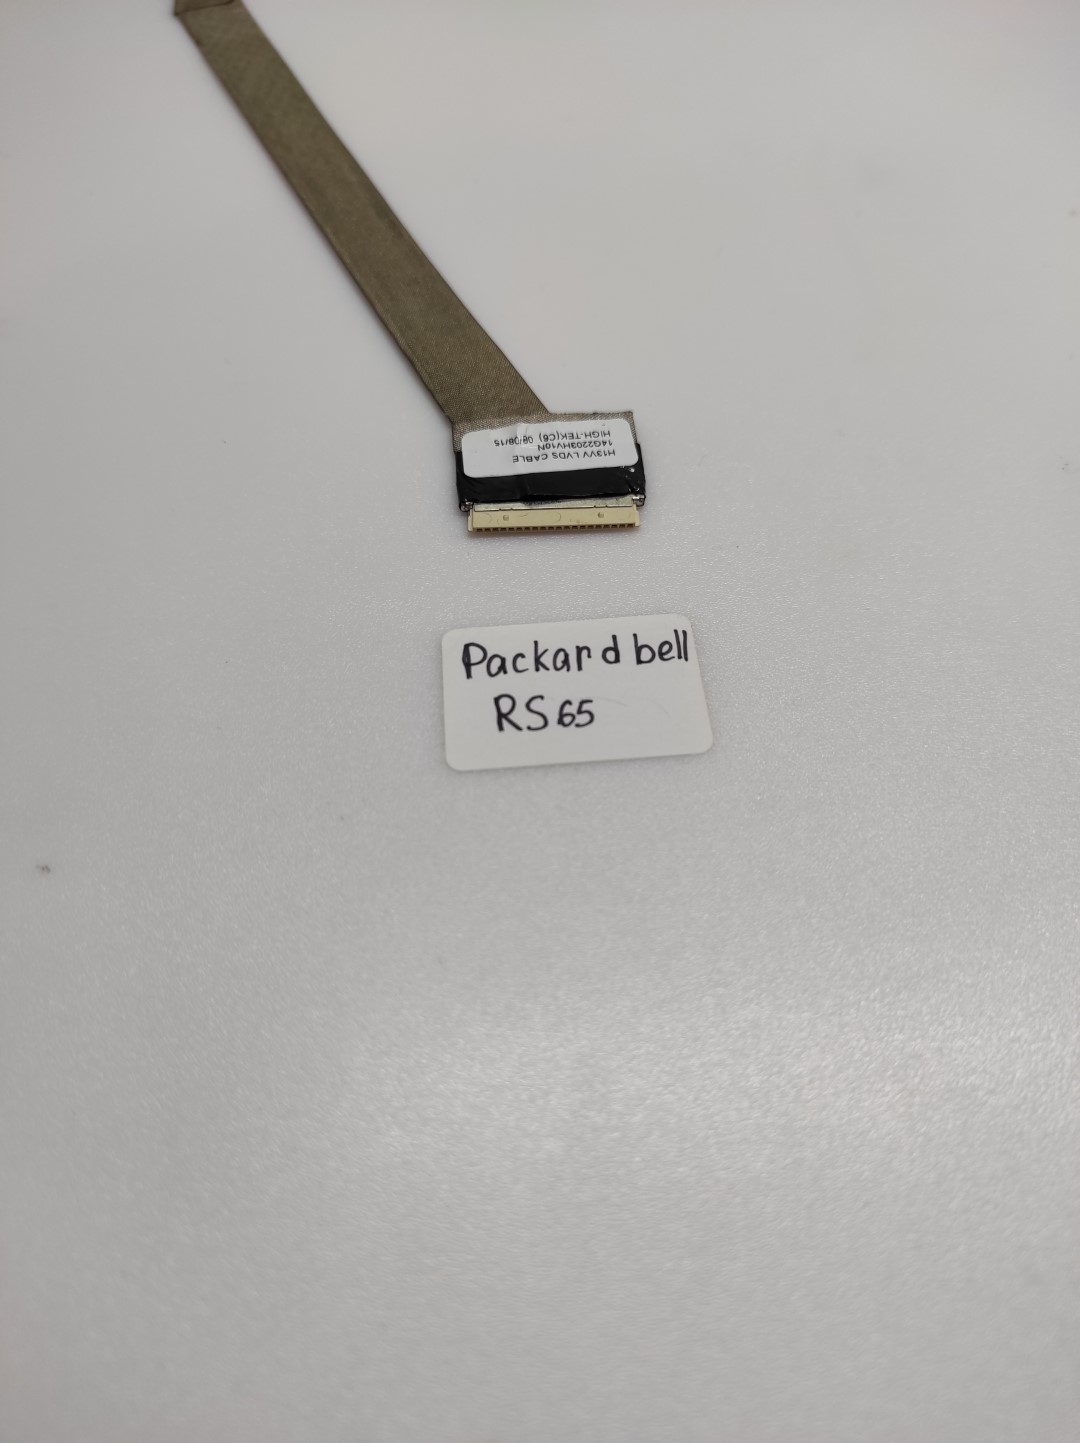 H13VV LVDS CABLE
14G2203HV10N
HIGH-TEK(C6) 08/08/15
Packard bell
RS65